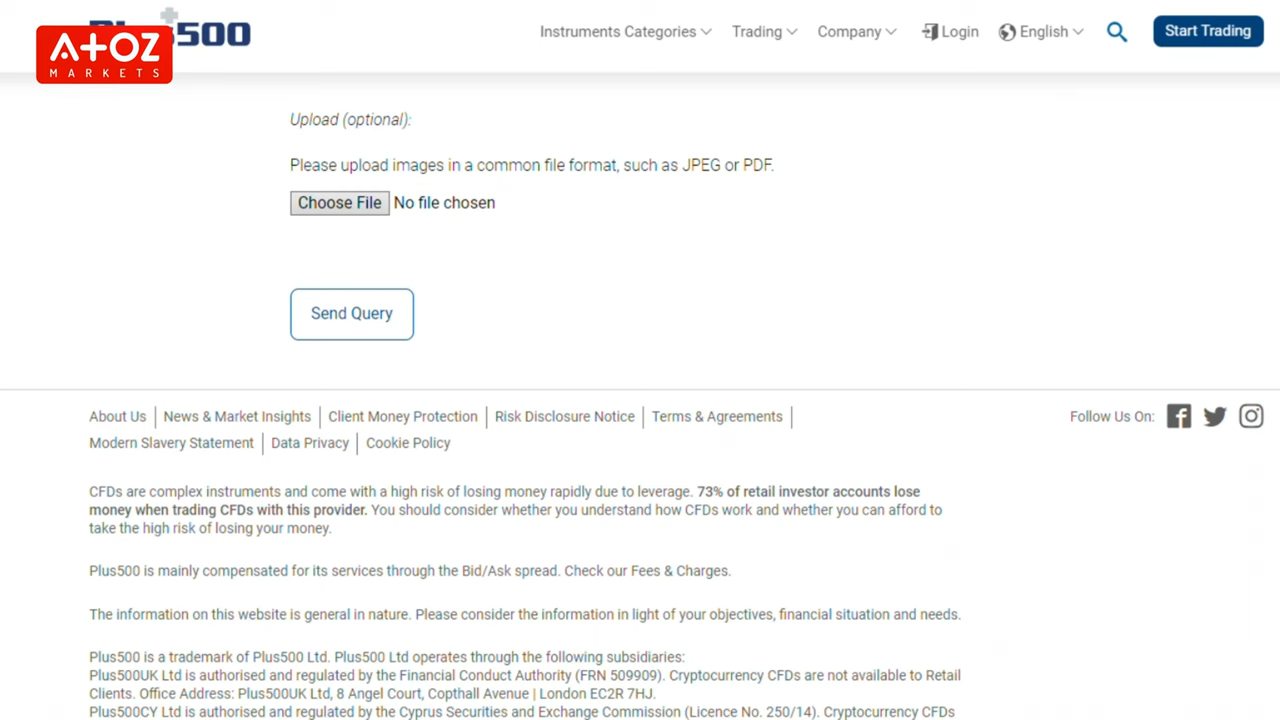 500
A+OZ
MARKETS
Instruments Categories
Trading
Company
Login
English
Start Trading
Upload (optional):
Please upload images in a common file format, such as JPEG or PDF.
Choose File No file chosen
Send Query
About Us
News & Market Insights
Client Money Protection
Risk Disclosure Notice
Terms & Agreements
Follow Us On:
Modern Slavery Statement
Data Privacy
Cookie Policy
CFDs are complex instruments and come with a high risk of losing money rapidly due to leverage. 73% of retail investor accounts lose
money when trading CFDs with this provider. You should consider whether you understand how CFDs work and whether you can afford to
take the high risk of losing your money.
Plus500 is mainly compensated for its services through the Bid/Ask spread. Check our Fees & Charges.
The information on this website is general in nature. Please consider the information in light of your objectives, financial situation and needs.
Plus500 is a trademark of Plus500 Ltd. Plus500 Ltd operates through the following subsidiaries:
Plus500UK Ltd is authorised and regulated by the Financial Conduct Authority (FRN 509909). Cryptocurrency CFDs are not available to Retail
Clients. Office Address: Plus500UK Ltd, 8 Angel Court, Copthall Avenue | London EC2R 7HJ.
Plus500CY Ltd is authorised and regulated by the Cyprus Securities and Exchange Commission (Licence No. 250/14). Cryptocurrency CFDs